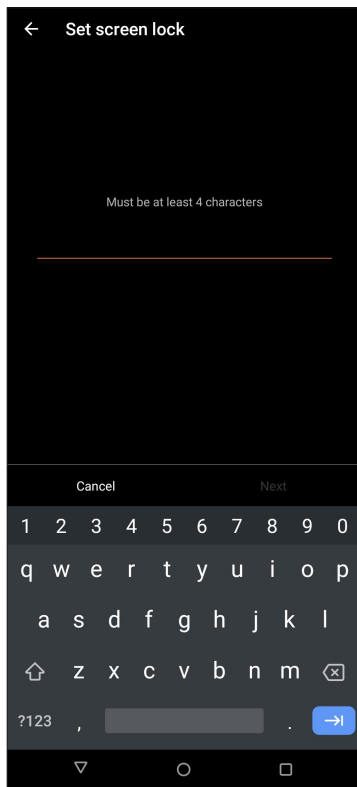 Set screen lock
Must be at least 4 characters
Cancel Next
1 2 3 4 5 6 7 8 9 0
q w e r t y u i o p
a s d f g h j k l
z x c v b n m
?123 , .